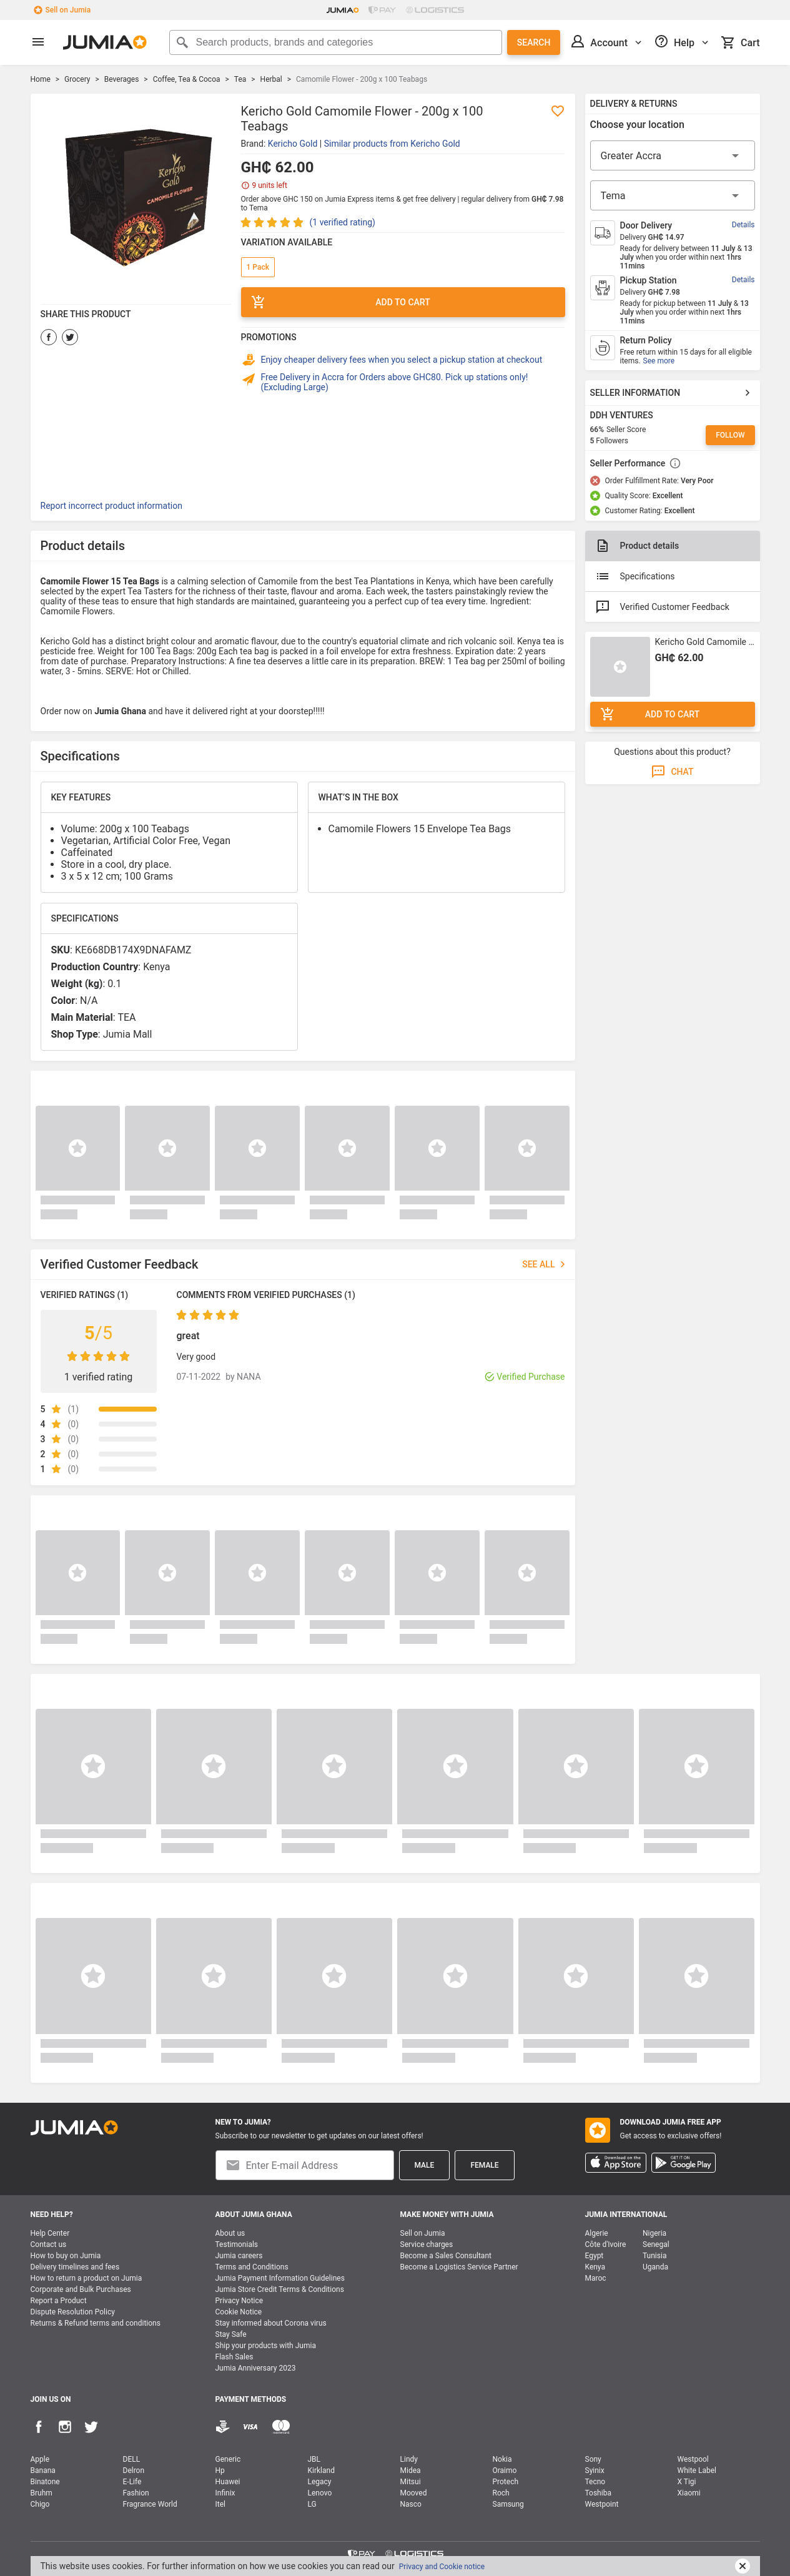 Sell on Jumia
JUMIA PAY LOGISTICS
JUMIA
Search products, brands and categories
SEARCH
Account
Help
Cart
Home > Grocery > Beverages > Coffee, Tea & Cocoa > Tea > Herbal > Camomile Flower - 200g x 100 Teabags
Kericho Gold
CAMOMILE FLOWER
SHARE THIS PRODUCT
Report incorrect product information
Kericho Gold Camomile Flower - 200g x 100 Teabags
Brand: Kericho Gold | Similar products from Kericho Gold
GH₵ 62.00
9 units left
Order above GHC 150 on Jumia Express items & get free delivery | regular delivery from GH₵ 7.98
to Tema
(1 verified rating)
VARIATION AVAILABLE
1 Pack
ADD TO CART
PROMOTIONS
Enjoy cheaper delivery fees when you select a pickup station at checkout
Free Delivery in Accra for Orders above GHC80. Pick up stations only!
(Excluding Large)
DELIVERY & RETURNS
Choose your location
Greater Accra
Tema
Door Delivery
Details
Delivery GH₵ 14.97
Ready for delivery between 11 July & 13
July when you order within next 1hrs
11mins
Pickup Station
Details
Delivery GH₵ 7.98
Ready for pickup between 11 July & 13
July when you order within next 1hrs
11mins
Return Policy
Free return within 15 days for all eligible
items. See more
SELLER INFORMATION
DDH VENTURES
66% Seller Score
5 Followers
FOLLOW
Seller Performance
Order Fulfillment Rate: Very Poor
Quality Score: Excellent
Customer Rating: Excellent
Product details
Specifications
Verified Customer Feedback
Kericho Gold Camomile ...
GH₵ 62.00
ADD TO CART
Questions about this product?
CHAT
Product details
Camomile Flower 15 Tea Bags is a calming selection of Camomile from the best Tea Plantations in Kenya, which have been carefully
selected by the expert Tea Tasters for the richness of their taste, flavour and aroma. Each week, the tasters painstakingly review the
quality of these teas to ensure that high standards are maintained, guaranteeing you a perfect cup of tea every time. Ingredient:
Camomile Flowers.
Kericho Gold has a distinct bright colour and aromatic flavour, due to the country's equatorial climate and rich volcanic soil. Kenya tea is
pesticide free. Weight for 100 Tea Bags: 200g Each tea bag is packed in a foil envelope for extra freshness. Expiration date: 2 years
from date of purchase. Preparatory Instructions: A fine tea deserves a little care in its preparation. BREW: 1 Tea bag per 250ml of boiling
water, 3 - 5mins. SERVE: Hot or Chilled.
Order now on Jumia Ghana and have it delivered right at your doorstep!!!!!
Specifications
KEY FEATURES
Volume: 200g x 100 Teabags
Vegetarian, Artificial Color Free, Vegan
Caffeinated
Store in a cool, dry place.
3 x 5 x 12 cm; 100 Grams
WHAT'S IN THE BOX
Camomile Flowers 15 Envelope Tea Bags
SPECIFICATIONS
SKU: KE668DB174X9DNAFAMZ
Production Country: Kenya
Weight (kg): 0.1
Color: N/A
Main Material: TEA
Shop Type: Jumia Mall
Verified Customer Feedback
SEE ALL
VERIFIED RATINGS (1)
5/5
1 verified rating
5 (1)
4 (0)
3 (0)
2 (0)
1 (0)
COMMENTS FROM VERIFIED PURCHASES (1)
great
Very good
07-11-2022 by NANA
Verified Purchase
JUMIA
NEW TO JUMIA?
Subscribe to our newsletter to get updates on our latest offers!
Enter E-mail Address
MALE
FEMALE
DOWNLOAD JUMIA FREE APP
Get access to exclusive offers!
Download on the
App Store
GET IT ON
Google Play
NEED HELP?
Help Center
Contact us
How to buy on Jumia
Delivery timelines and fees
How to return a product on Jumia
Corporate and Bulk Purchases
Report a Product
Dispute Resolution Policy
Returns & Refund terms and conditions
ABOUT JUMIA GHANA
About us
Testimonials
Jumia careers
Terms and Conditions
Jumia Payment Information Guidelines
Jumia Store Credit Terms & Conditions
Privacy Notice
Cookie Notice
Stay informed about Corona virus
Stay Safe
Ship your products with Jumia
Flash Sales
Jumia Anniversary 2023
MAKE MONEY WITH JUMIA
Sell on Jumia
Service charges
Become a Sales Consultant
Become a Logistics Service Partner
JUMIA INTERNATIONAL
Algerie
Côte d'Ivoire
Egypt
Kenya
Maroc
Nigeria
Senegal
Tunisia
Uganda
JOIN US ON
PAYMENT METHODS
VISA
Apple
Banana
Binatone
Bruhm
Chigo
DELL
Delron
E-Life
Fashion
Fragrance World
Generic
Hp
Huawei
Infinix
Itel
JBL
Kirkland
Legacy
Lenovo
LG
Lindy
Midea
Mitsui
Mooved
Nasco
Nokia
Oraimo
Protech
Roch
Samsung
Sony
Syinix
Tecno
Toshiba
Westpoint
Westpool
White Label
X Tigi
Xiaomi
PAY LOGISTICS
This website uses cookies. For further information on how we use cookies you can read our Privacy and Cookie notice